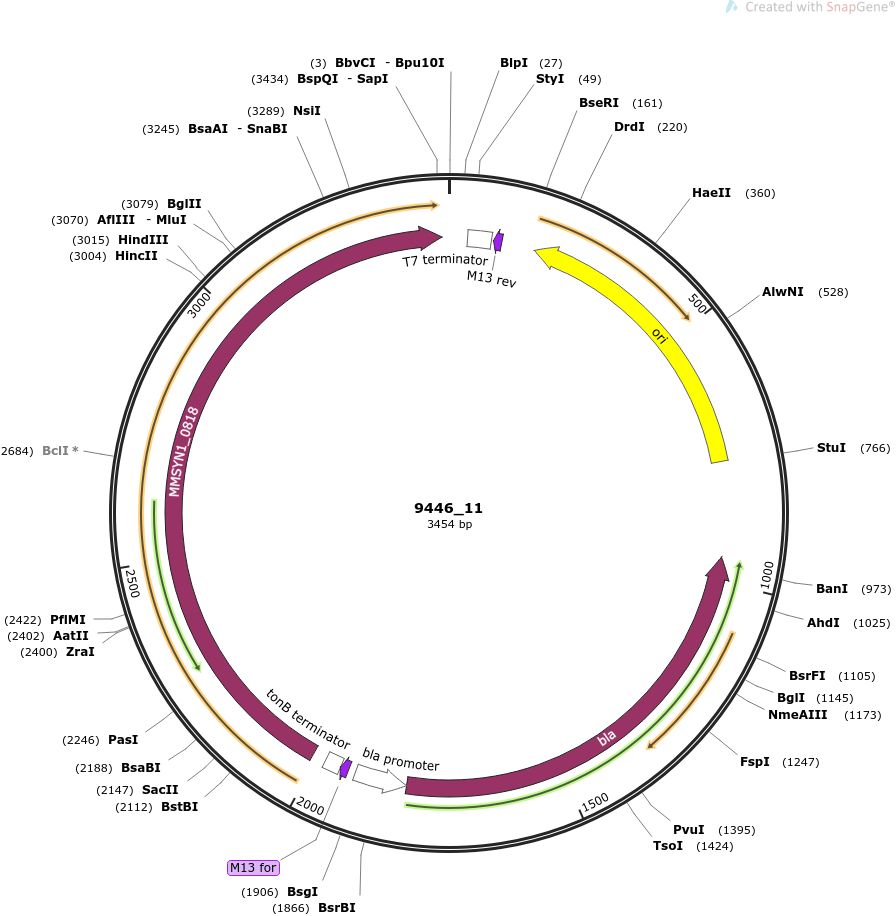 Created with SnapGene®
(3) BbvCI - Bpu10I
(3434) BspQI - SapI
(3289) NsiI
(3245) BsaAI - SnaBI
(3079) BglII
(3070) AflIII - MluI
(3015) HindIII
(3004) HincII
BlpI (27)
StyI (49)
BseRI (161)
DrdI (220)
HaeII (360)
AlwNI (528)
StuI (766)
BanI (973)
AhdI (1025)
BsrFI (1105)
BglI (1145)
NmeAIII (1173)
FspI (1247)
PvuI (1395)
TsoI (1424)
2684) BclI *
(2422) PflMI
(2402) AatII
(2400) ZraI
(2246) PasI
(2188) BsaBI
(2147) SacII
(2112) BstBI
M13 for
(1906) BsgI
(1866) BsrBI
T7 terminator
M13 rev
ori
MMSYN1_0818
tonB terminator
bla promoter
bla
500
1000
1500
2000
2500
3000
9446_11
3454 bp